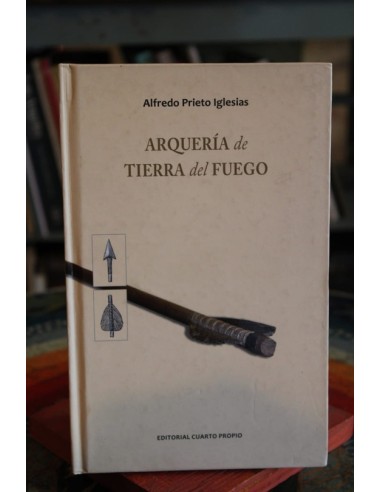 Alfredo Prieto Iglesias
ARQUERÍA de
TIERRA del FUEGO
EDITORIAL CUARTO PROPIO